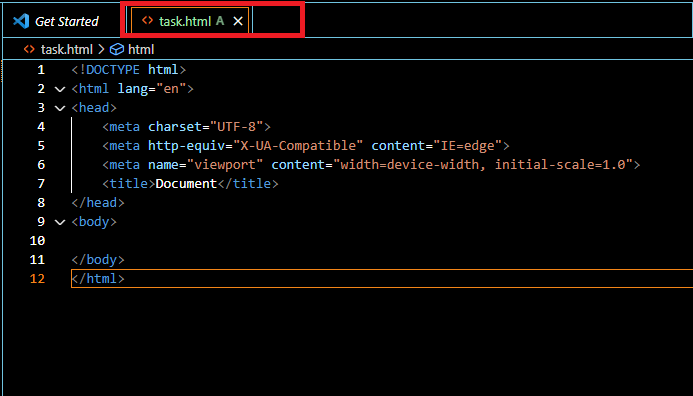 Get Started task.html A
task.html > html
1 <!DOCTYPE html>
2 <html lang="en">
3 <head>
4     <meta charset="UTF-8">
5     <meta http-equiv="X-UA-Compatible" content="IE=edge">
6     <meta name="viewport" content="width=device-width, initial-scale=1.0">
7     <title>Document</title>
8 </head>
9 <body>
10
11 </body>
12 </html>